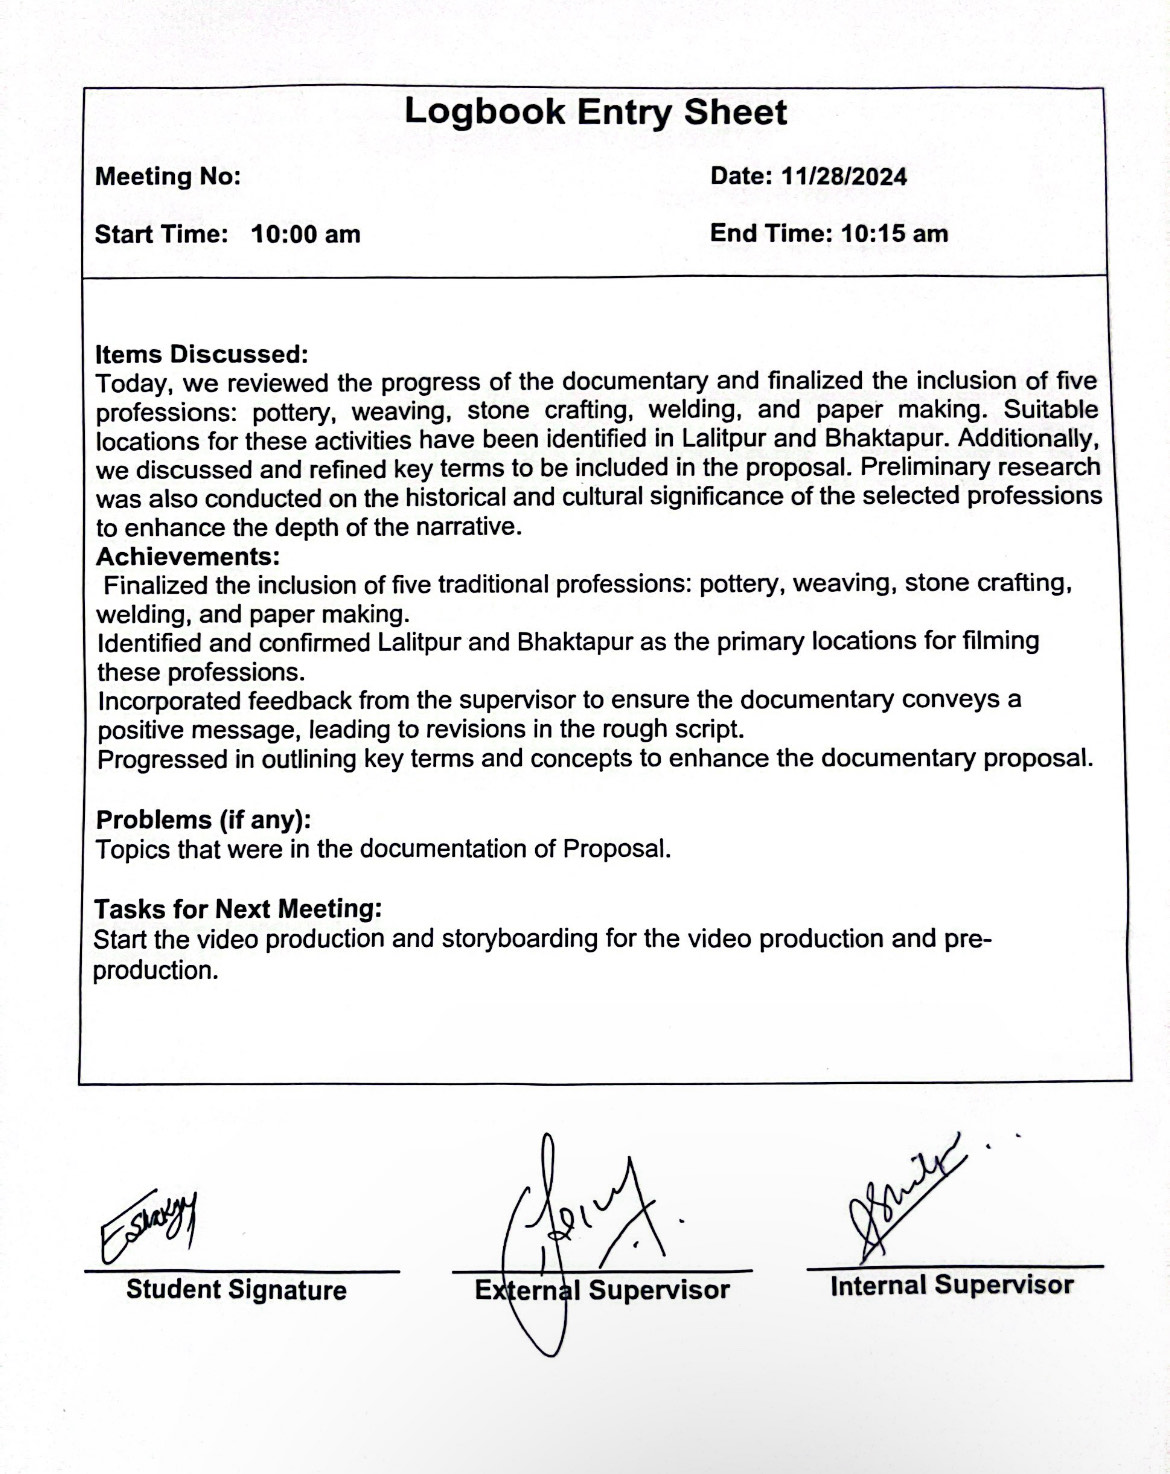 Logbook Entry Sheet
Meeting No:
Date: 11/28/2024
Start Time: 10:00 am
End Time: 10:15 am
Items Discussed:
Today, we reviewed the progress of the documentary and finalized the inclusion of five
professions: pottery, weaving, stone crafting, welding, and paper making. Suitable
locations for these activities have been identified in Lalitpur and Bhaktapur. Additionally,
we discussed and refined key terms to be included in the proposal. Preliminary research
was also conducted on the historical and cultural significance of the selected professions
to enhance the depth of the narrative.
Achievements:
Finalized the inclusion of five traditional professions: pottery, weaving, stone crafting,
welding, and paper making.
Identified and confirmed Lalitpur and Bhaktapur as the primary locations for filming
these professions.
Incorporated feedback from the supervisor to ensure the documentary conveys a
positive message, leading to revisions in the rough script.
Progressed in outlining key terms and concepts to enhance the documentary proposal.
Problems (if any):
Topics that were in the documentation of Proposal.
Tasks for Next Meeting:
Start the video production and storyboarding for the video production and pre-
production.
Student Signature
External Supervisor
Internal Supervisor